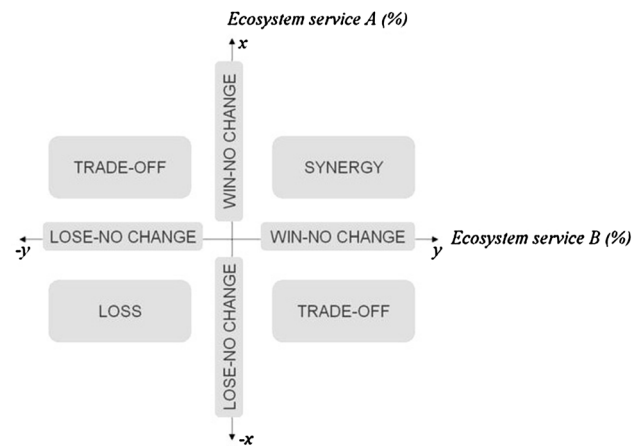 Ecosystem service A (%)
x
WIN-NO CHANGE
TRADE-OFF
SYNERGY
LOSE-NO CHANGE
WIN-NO CHANGE
Ecosystem service B (%)
-y
y
LOSS
LOSE-NO CHANGE
TRADE-OFF
-x